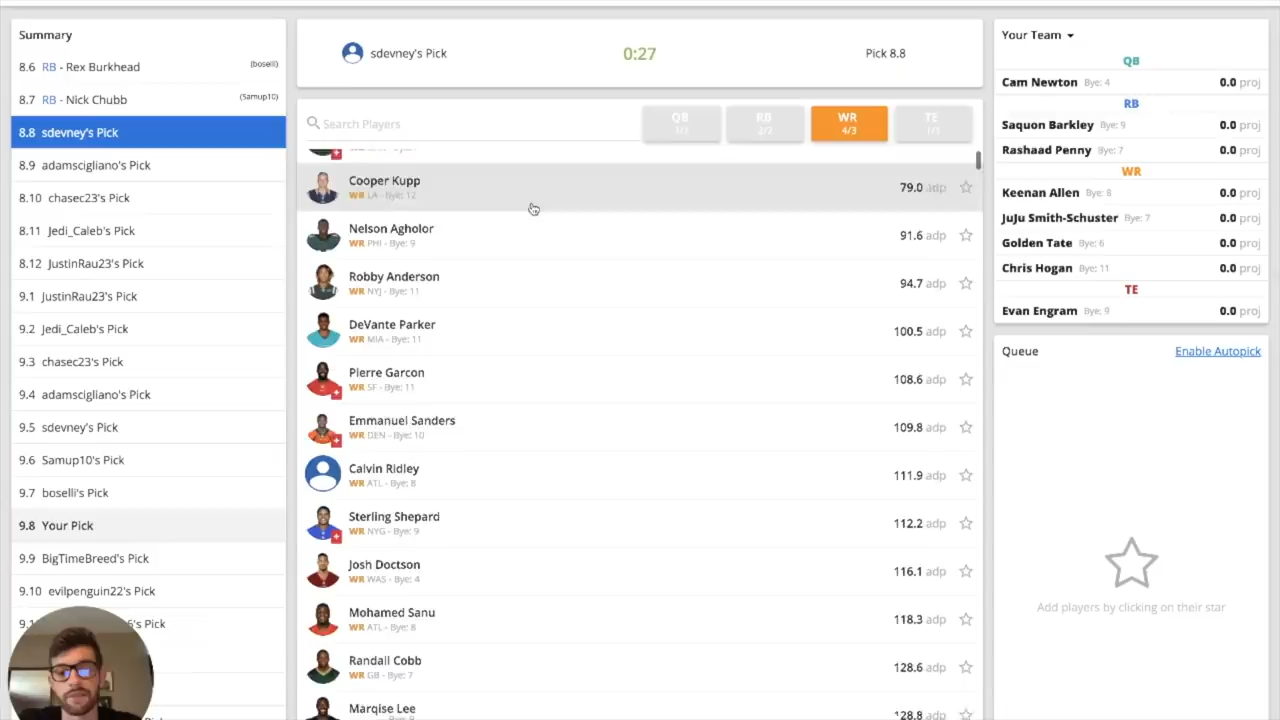 Summary
8.6 RB - Rex Burkhead (boselli)
8.7 RB - Nick Chubb (Samup10)
8.8 sdevney's Pick
8.9 adamscigliano's Pick
8.10 chasec23's Pick
8.11 Jedi_Caleb's Pick
8.12 JustinRau23's Pick
9.1 JustinRau23's Pick
9.2 Jedi_Caleb's Pick
9.3 chasec23's Pick
9.4 adamscigliano's Pick
9.5 sdevney's Pick
9.6 Samup10's Pick
9.7 boselli's Pick
9.8 Your Pick
9.9 BigTimeBreed's Pick
9.10 evilpenguin22's Pick
sdevney's Pick
0:27
Pick 8.8
Search Players
QB 1/1
RB 2/2
WR 4/3
TE 1/1
Cooper Kupp
WR LA - Bye: 12
79.0 adp
Nelson Agholor
WR PHI - Bye: 9
91.6 adp
Robby Anderson
WR NYJ - Bye: 11
94.7 adp
DeVante Parker
WR MIA - Bye: 11
100.5 adp
Pierre Garcon
WR SF - Bye: 11
108.6 adp
Emmanuel Sanders
WR DEN - Bye: 10
109.8 adp
Calvin Ridley
WR ATL - Bye: 8
111.9 adp
Sterling Shepard
WR NYG - Bye: 9
112.2 adp
Josh Doctson
WR WAS - Bye: 4
116.1 adp
Mohamed Sanu
WR ATL - Bye: 8
118.3 adp
Randall Cobb
WR GB - Bye: 7
128.6 adp
Marqise Lee
128.8 adp
Your Team
QB
Cam Newton Bye: 4 0.0 proj
RB
Saquon Barkley Bye: 9 0.0 proj
Rashaad Penny Bye: 7 0.0 proj
WR
Keenan Allen Bye: 8 0.0 proj
JuJu Smith-Schuster Bye: 7 0.0 proj
Golden Tate Bye: 6 0.0 proj
Chris Hogan Bye: 11 0.0 proj
TE
Evan Engram Bye: 9 0.0 proj
Queue
Enable Autopick
Add players by clicking on their star